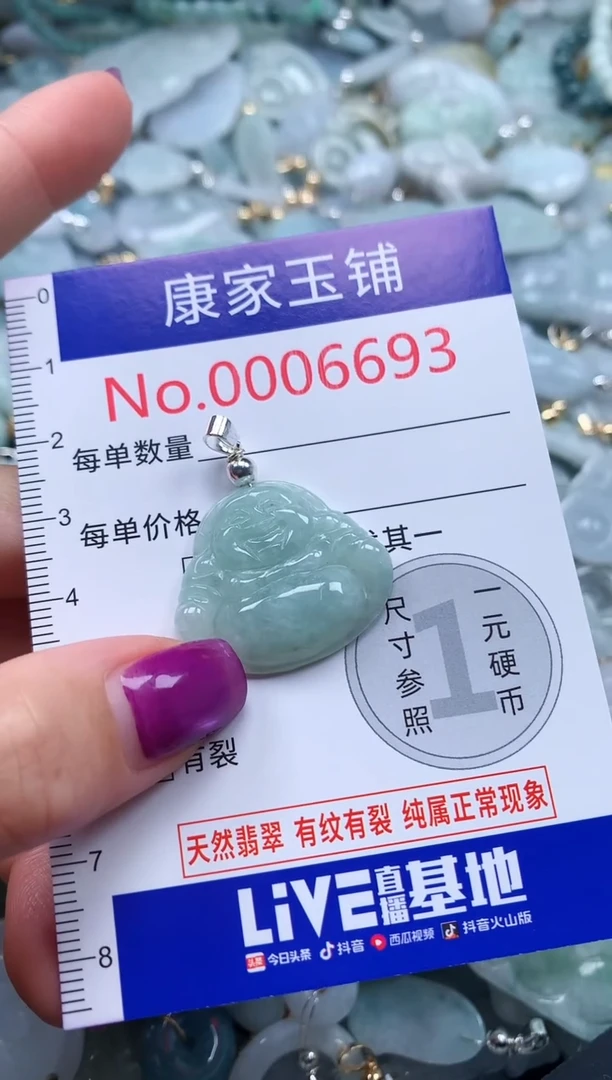 康家玉铺
No.0006693
每单数量
每单价格
其一
一元硬币
尺寸参照
1
有裂
天然翡翠 有纹有裂 纯属正常现象
LiVE直播基地
头条 今日头条 抖音 西瓜视频 抖音火山版
0
1
2
3
4
7
8